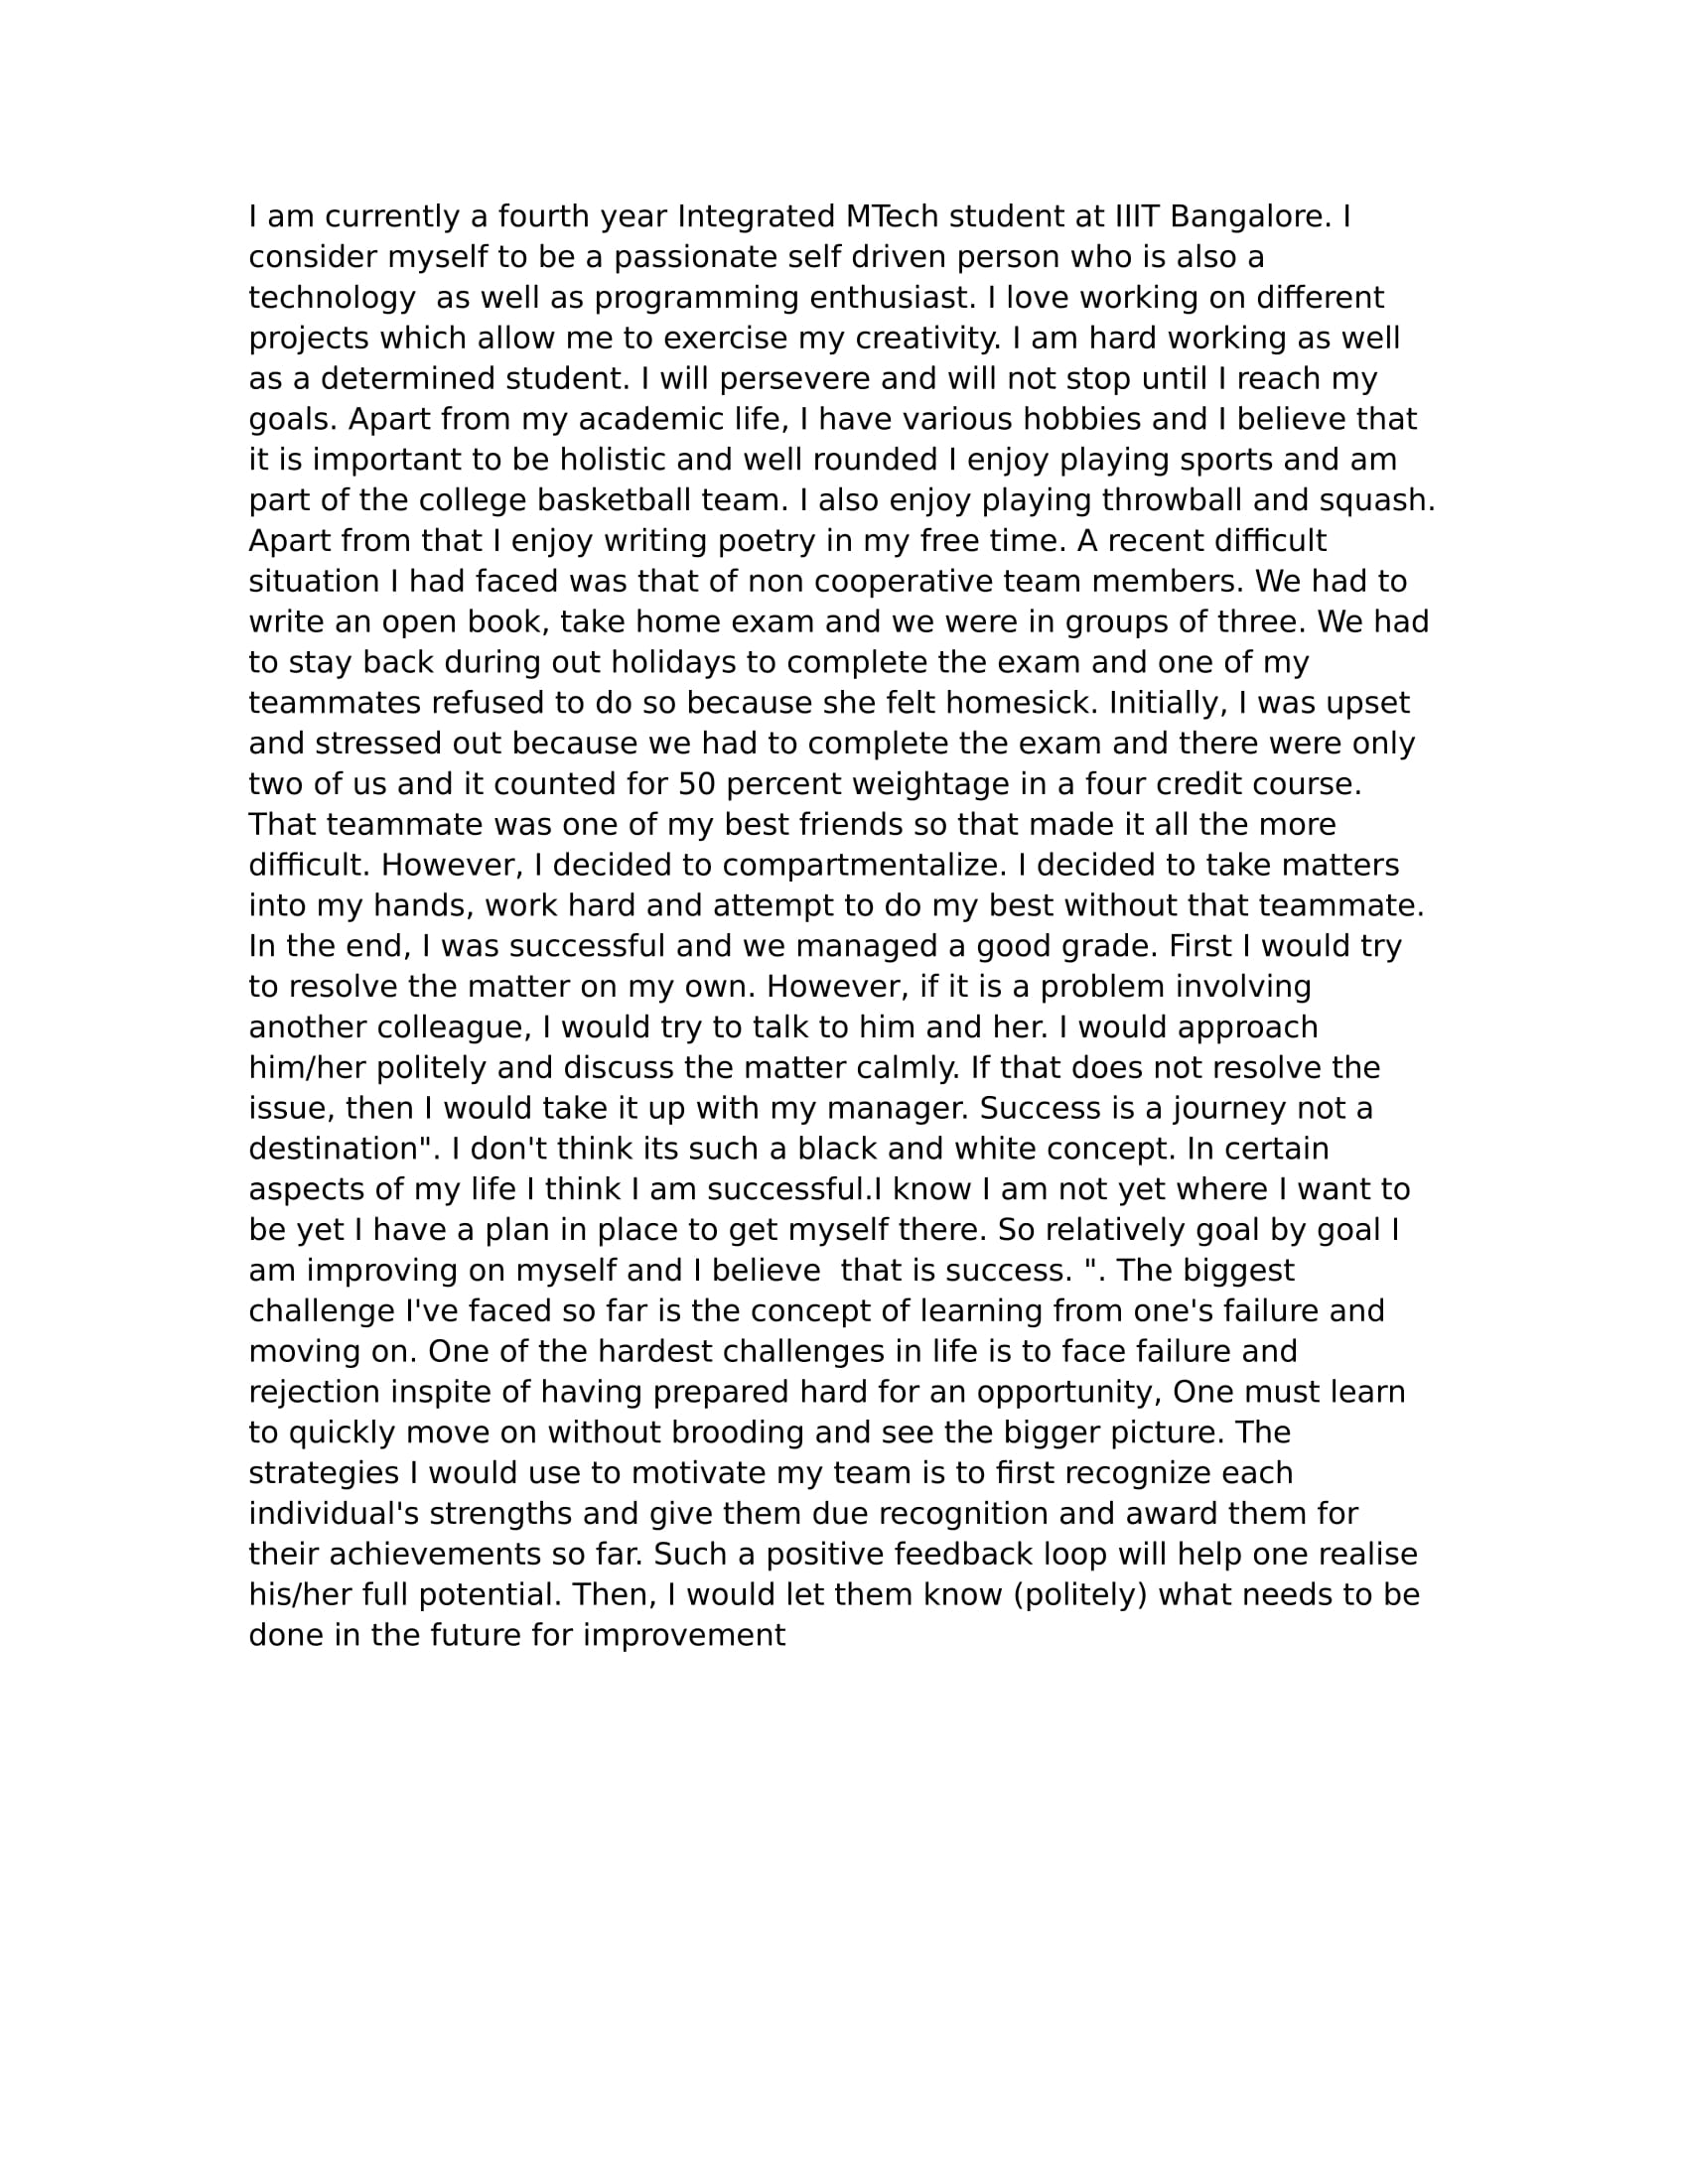 I am currently a fourth year Integrated MTech student at IIIT Bangalore. I
consider myself to be a passionate self driven person who is also a
technology  as well as programming enthusiast. I love working on different
projects which allow me to exercise my creativity. I am hard working as well
as a determined student. I will persevere and will not stop until I reach my
goals. Apart from my academic life, I have various hobbies and I believe that
it is important to be holistic and well rounded I enjoy playing sports and am
part of the college basketball team. I also enjoy playing throwball and squash.
Apart from that I enjoy writing poetry in my free time. A recent difficult
situation I had faced was that of non cooperative team members. We had to
write an open book, take home exam and we were in groups of three. We had
to stay back during out holidays to complete the exam and one of my
teammates refused to do so because she felt homesick. Initially, I was upset
and stressed out because we had to complete the exam and there were only
two of us and it counted for 50 percent weightage in a four credit course.
That teammate was one of my best friends so that made it all the more
difficult. However, I decided to compartmentalize. I decided to take matters
into my hands, work hard and attempt to do my best without that teammate.
In the end, I was successful and we managed a good grade. First I would try
to resolve the matter on my own. However, if it is a problem involving
another colleague, I would try to talk to him and her. I would approach
him/her politely and discuss the matter calmly. If that does not resolve the
issue, then I would take it up with my manager. Success is a journey not a
destination". I don't think its such a black and white concept. In certain
aspects of my life I think I am successful.I know I am not yet where I want to
be yet I have a plan in place to get myself there. So relatively goal by goal I
am improving on myself and I believe  that is success. ". The biggest
challenge I've faced so far is the concept of learning from one's failure and
moving on. One of the hardest challenges in life is to face failure and
rejection inspite of having prepared hard for an opportunity, One must learn
to quickly move on without brooding and see the bigger picture. The
strategies I would use to motivate my team is to first recognize each
individual's strengths and give them due recognition and award them for
their achievements so far. Such a positive feedback loop will help one realise
his/her full potential. Then, I would let them know (politely) what needs to be
done in the future for improvement